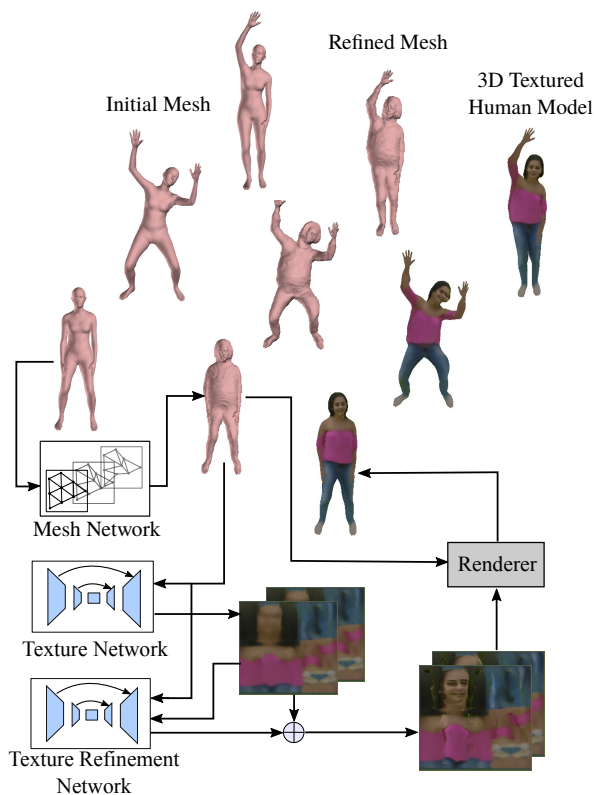 Refined Mesh
3D Textured
Human Model
Initial Mesh
Mesh Network
Renderer
Texture Network
Texture Refinement
Network